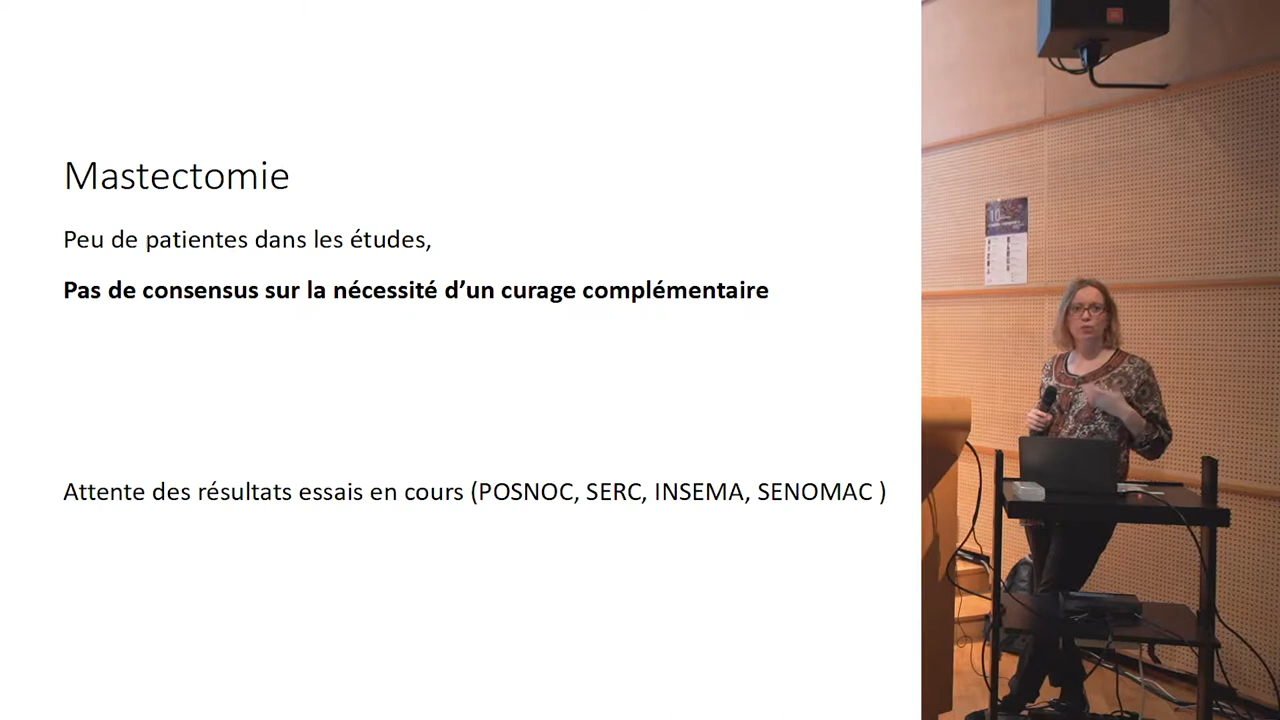 Mastectomie
Peu de patientes dans les études,
Pas de consensus sur la nécessité d’un curage complémentaire
Attente des résultats essais en cours (POSNOC, SERC, INSEMA, SENOMAC )
10